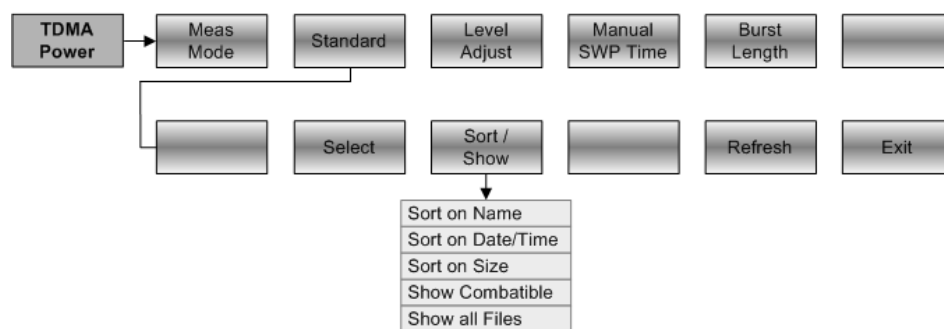 TDMA
Power
Meas
Mode
Standard
Level
Adjust
Manual
SWP Time
Burst
Length
Select
Sort /
Show
Refresh
Exit
Sort on Name
Sort on Date/Time
Sort on Size
Show Combatible
Show all Files